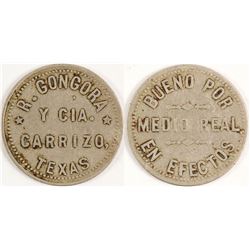 R. GONGORA
Y CIA.
CARRIZO,
TEXAS
BUENO POR
MEDIO REAL
EN EFECTOS